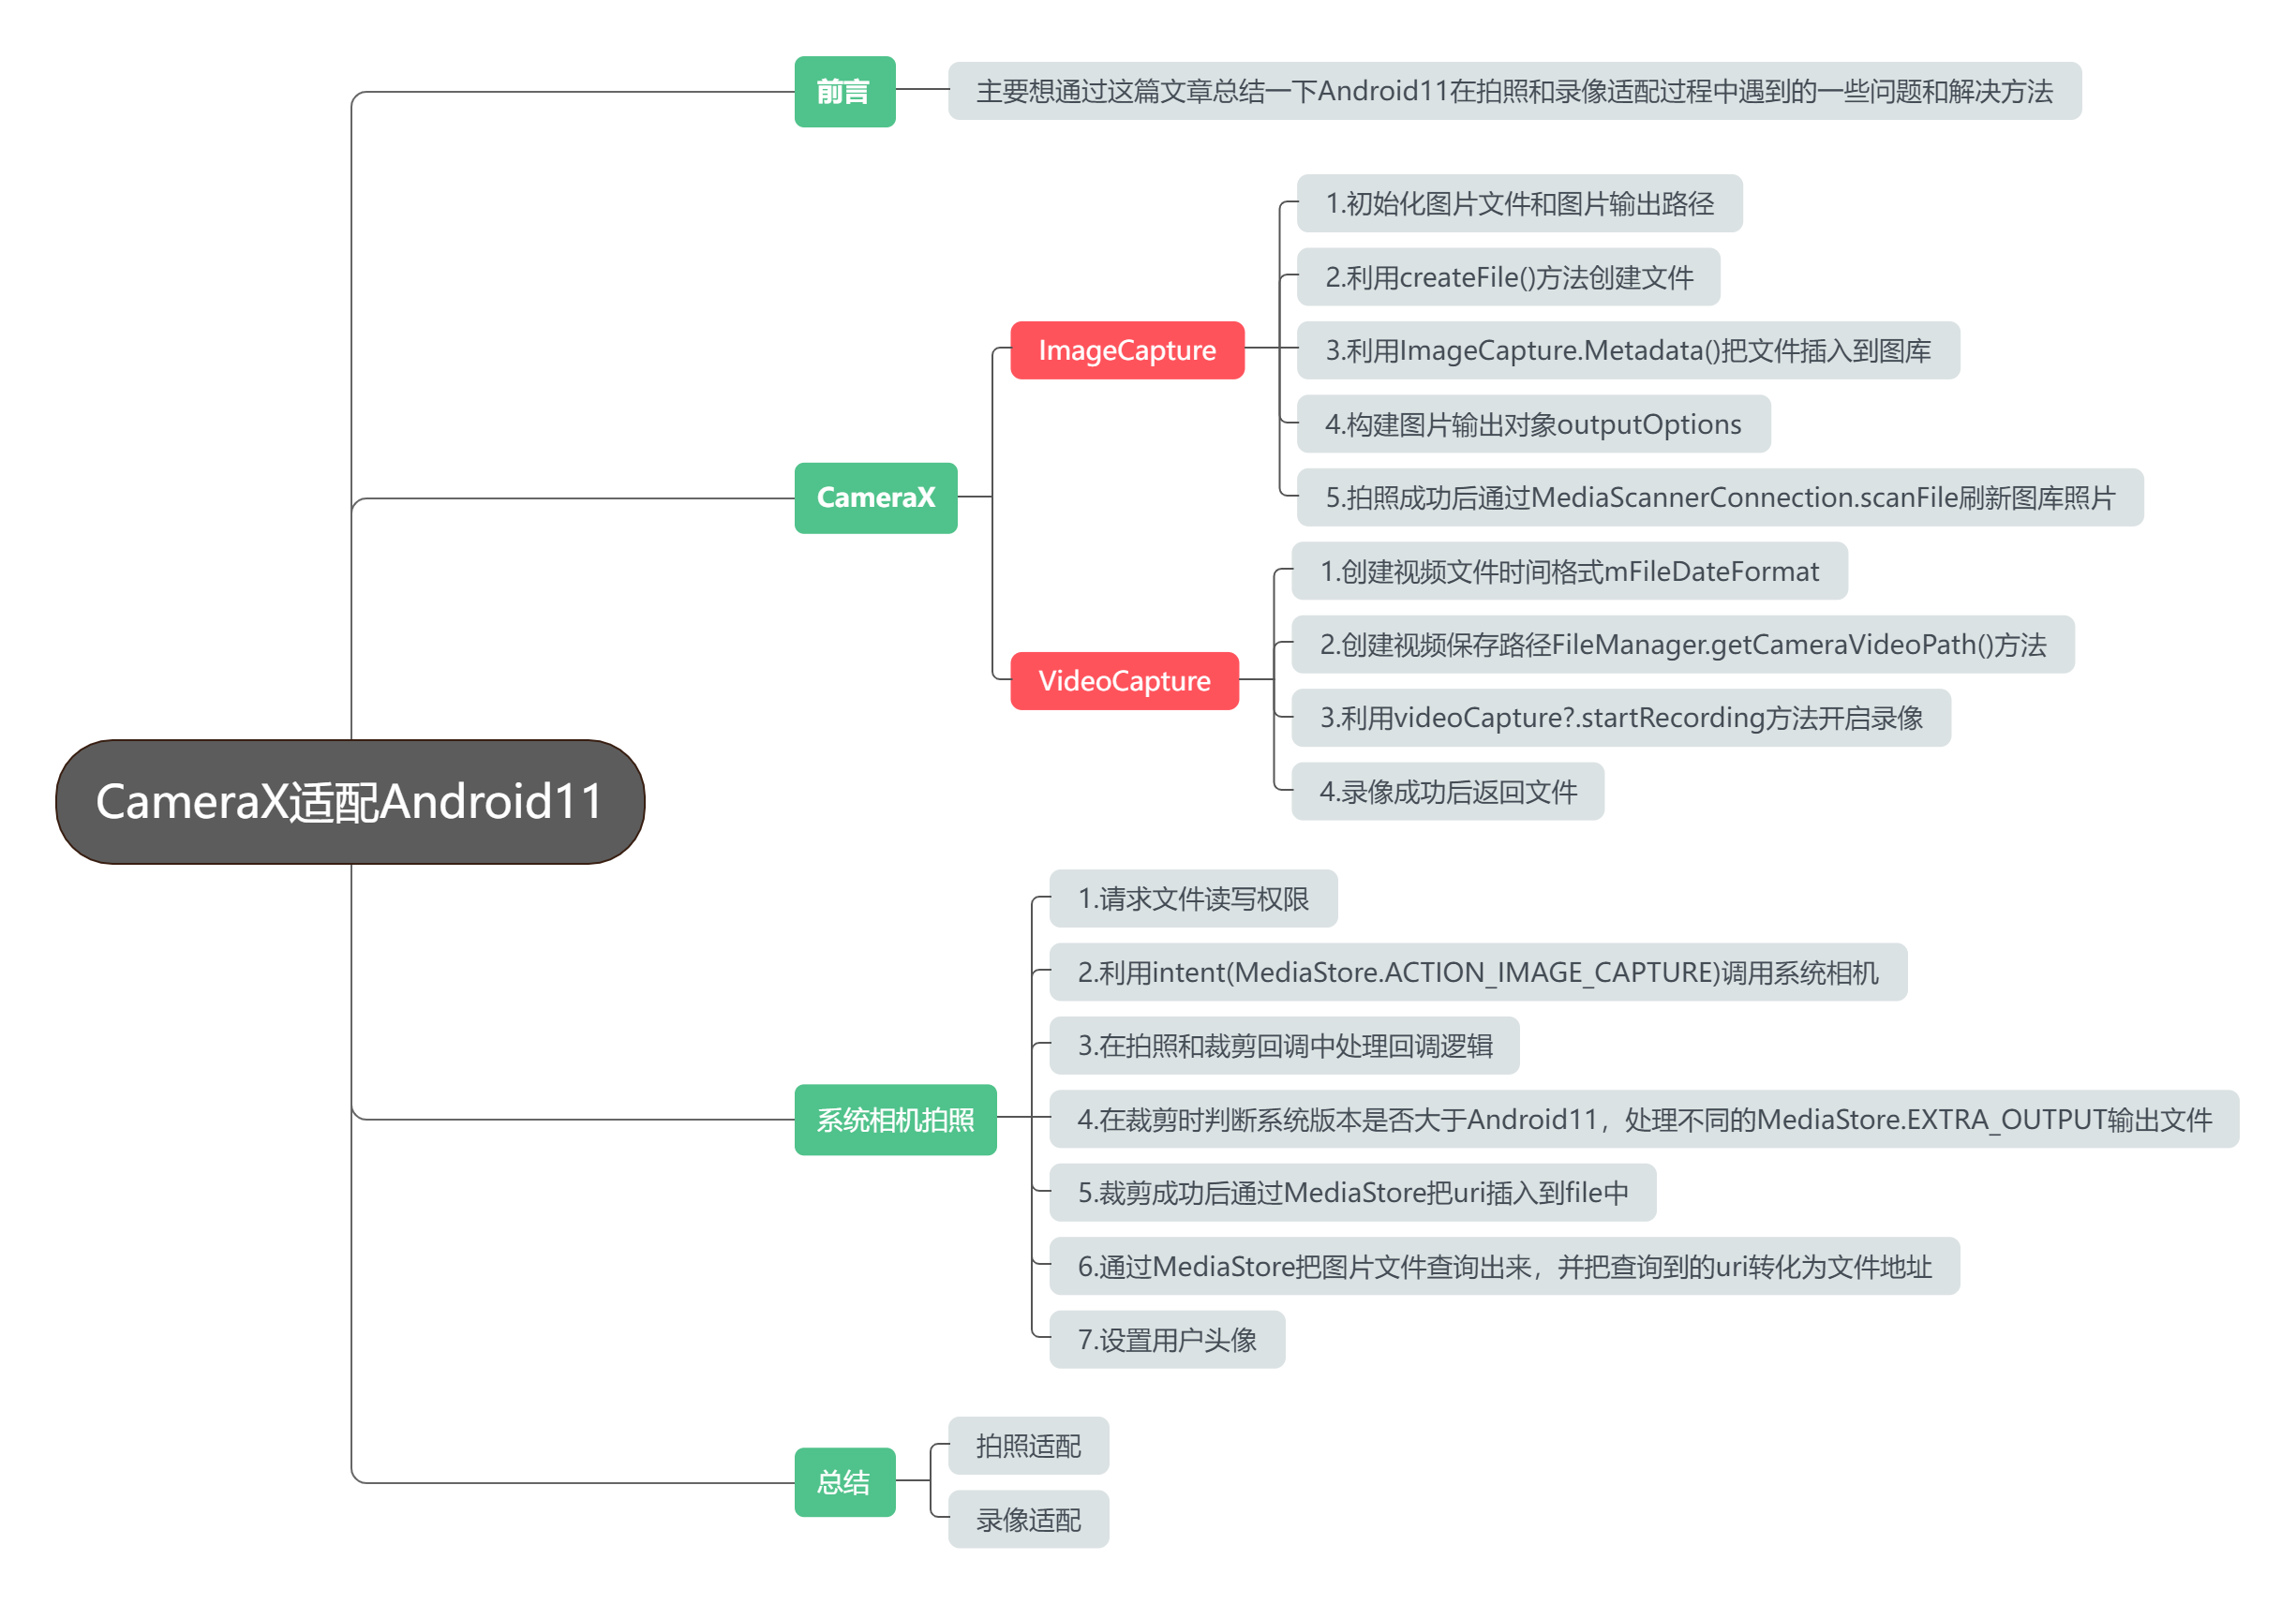 CameraX适配Android11
前言
主要想通过这篇文章总结一下Android11在拍照和录像适配过程中遇到的一些问题和解决方法
CameraX
ImageCapture
1.初始化图片文件和图片输出路径
2.利用createFile()方法创建文件
3.利用ImageCapture.Metadata()把文件插入到图库
4.构建图片输出对象outputOptions
5.拍照成功后通过MediaScannerConnection.scanFile刷新图库照片
VideoCapture
1.创建视频文件时间格式mFileDateFormat
2.创建视频保存路径FileManager.getCameraVideoPath()方法
3.利用videoCapture?.startRecording方法开启录像
4.录像成功后返回文件
系统相机拍照
1.请求文件读写权限
2.利用intent(MediaStore.ACTION_IMAGE_CAPTURE)调用系统相机
3.在拍照和裁剪回调中处理回调逻辑
4.在裁剪时判断系统版本是否大于Android11，处理不同的MediaStore.EXTRA_OUTPUT输出文件
5.裁剪成功后通过MediaStore把uri插入到file中
6.通过MediaStore把图片文件查询出来，并把查询到的uri转化为文件地址
7.设置用户头像
总结
拍照适配
录像适配